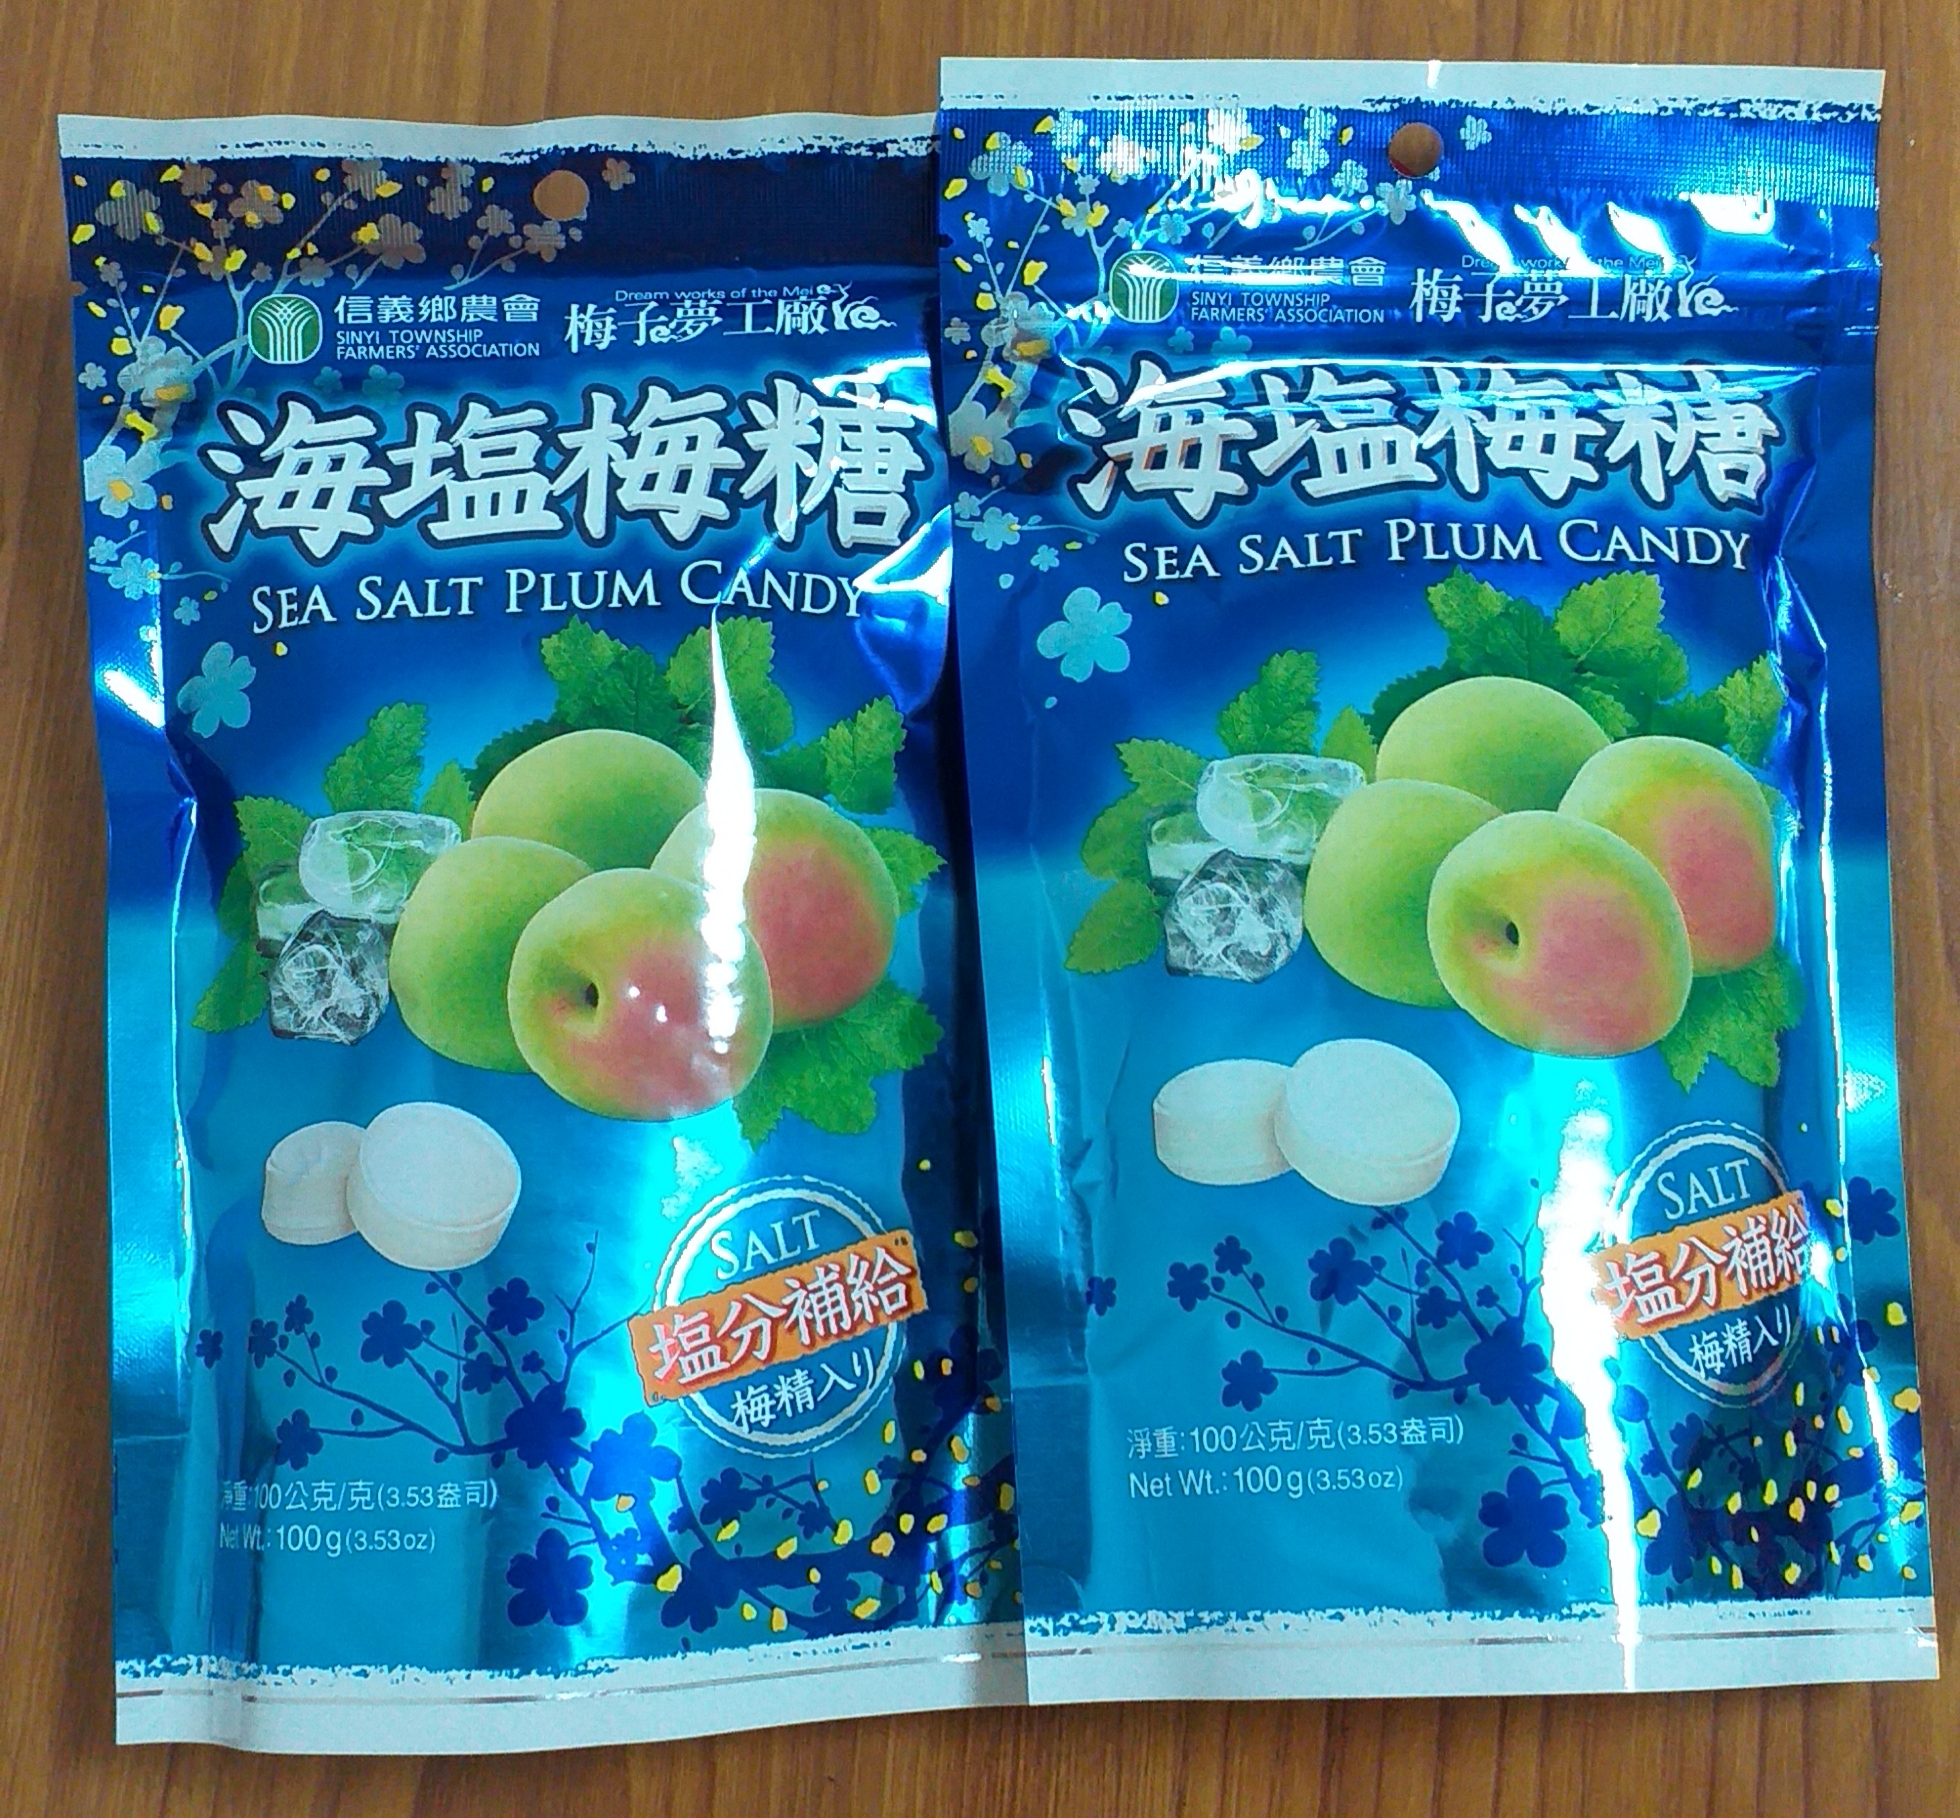 信義鄉農會
SINYI TOWNSHIP
FARMERS' ASSOCIATION
Dream works of the Mei
梅子夢工廠
海塩梅糖
SEA SALT PLUM CANDY
SALT
塩分補給
梅精入り
淨重:100公克/克(3.53盎司)
Net Wt.: 100g(3.53oz)
信義鄉農會
SINYI TOWNSHIP
FARMERS' ASSOCIATION
Dream works of the Mei
梅子夢工廠
海塩梅糖
SEA SALT PLUM CANDY
SALT
塩分補給
梅精入り
淨重:100公克/克(3.53盎司)
Net Wt.: 100g(3.53oz)